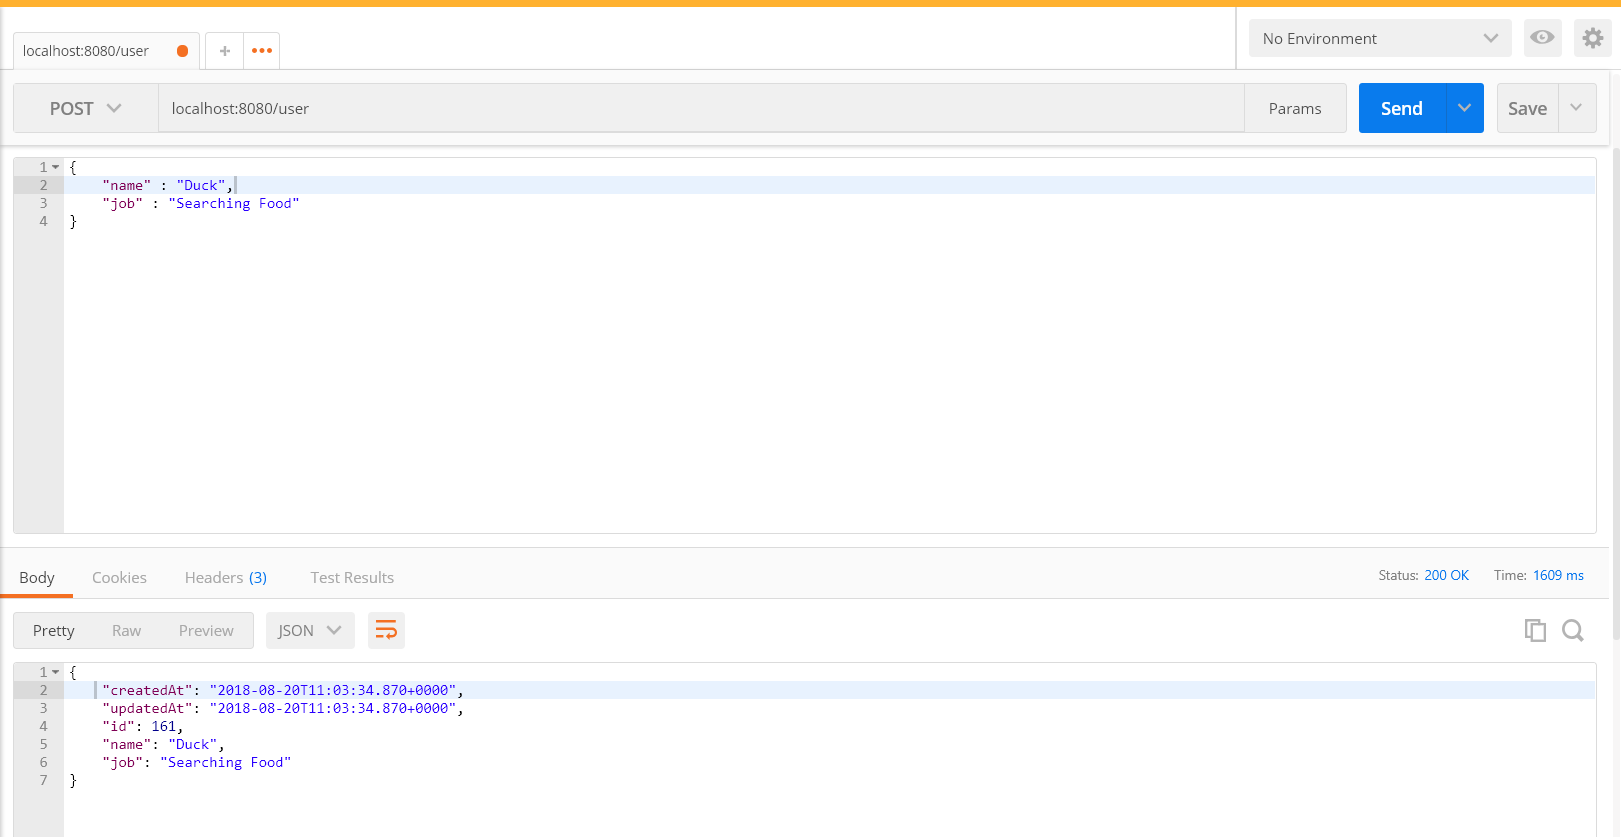 localhost:8080/user
No Environment
POST localhost:8080/user Params Send Save
1 {
2 "name" : "Duck",
3 "job" : "Searching Food"
4 }
Body Cookies Headers (3) Test Results Status: 200 OK Time: 1609 ms
Pretty Raw Preview JSON
1 {
2 "createdAt": "2018-08-20T11:03:34.870+0000",
3 "updatedAt": "2018-08-20T11:03:34.870+0000",
4 "id": 161,
5 "name": "Duck",
6 "job": "Searching Food"
7 }